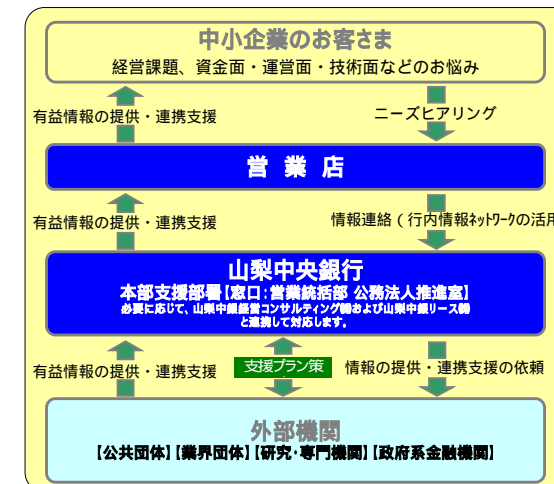 中小企業のお客さま
経営課題、資金面・運営面・技術面などのお悩み
有益情報の提供・連携支援
ニーズヒアリング
営 業 店
有益情報の提供・連携支援
情報連絡（行内情報ﾈｯﾄﾜｰｸの活用
山梨中央銀行
本部支援部署【窓口：営業統括部 公務法人推進室】
必要に応じて、山梨中銀経営コンサルティング㈱および山梨中銀リース㈱
と連携して対応します。
有益情報の提供・連携支援
支援プラン策
情報の提供・連携支援の依頼
外部機関
【公共団体】【業界団体】【研究・専門機関】【政府系金融機関】